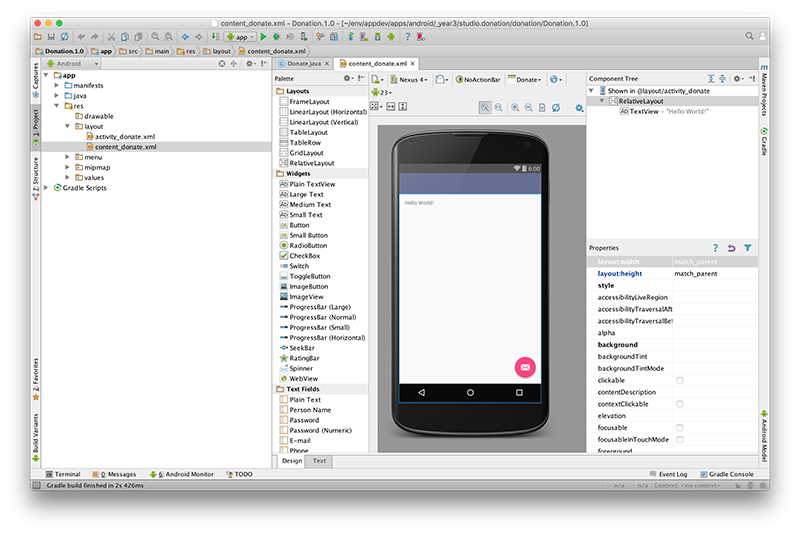 content_donate.xml - Donation.1.0] - [~/env/appdev/apps/android/_year3/studio.donation/donation/Donation.1.0]
app
Donation.1.0
app
src
main
res
layout
content_donate.xml
Android
Donate.java
content_donate.xml
Captures
1: Project
Z: Structure
2: Favorites
Build Variants
app
manifests
java
res
drawable
layout
activity_donate.xml
content_donate.xml
menu
mipmap
values
Gradle Scripts
Palette
Layouts
FrameLayout
LinearLayout (Horizontal)
LinearLayout (Vertical)
TableLayout
TableRow
GridLayout
RelativeLayout
Widgets
Plain TextView
Large Text
Medium Text
Small Text
Button
Small Button
RadioButton
CheckBox
Switch
ToggleButton
ImageButton
ImageView
ProgressBar (Large)
ProgressBar (Normal)
ProgressBar (Small)
ProgressBar (Horizontal)
SeekBar
RatingBar
Spinner
WebView
Text Fields
Plain Text
Person Name
Password
Password (Numeric)
E-mail
Phone
Design
Text
Nexus 4
NoActionBar
Donate
23
6:00
Hello World!
Component Tree
Shown in @layout/activity_donate
RelativeLayout
TextView - "Hello World!"
Properties
layout:width match_parent
layout:height match_parent
style
accessibilityLiveRegion
accessibilityTraversalAft
accessibilityTraversalBef
alpha
background
backgroundTint
backgroundTintMode
clickable
contentDescription
contextClickable
elevation
focusable
focusableInTouchMode
foreground
Maven Projects
Gradle
Android Model
Terminal
0: Messages
6: Android Monitor
TODO
Event Log
Gradle Console
Gradle build finished in 2s 426ms
n/a
n/a
Context: <no context>